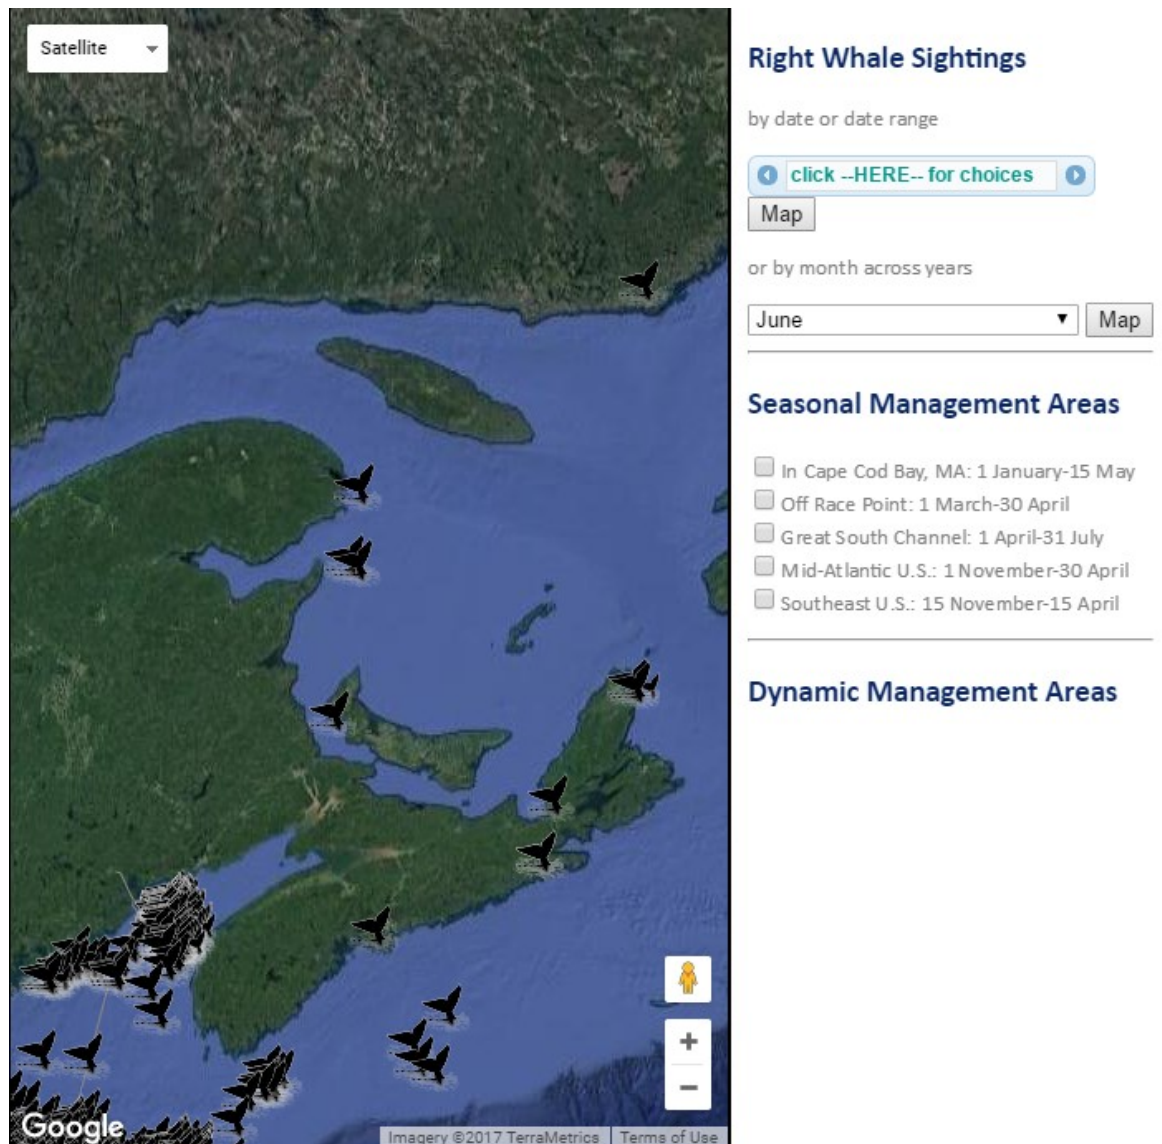 Satellite
Right Whale Sightings
by date or date range
click --HERE-- for choices
Map
or by month across years
June
Map
Seasonal Management Areas
In Cape Cod Bay, MA: 1 January-15 May
Off Race Point: 1 March-30 April
Great South Channel: 1 April-31 July
Mid-Atlantic U.S.: 1 November-30 April
Southeast U.S.: 15 November-15 April
Dynamic Management Areas
Google
Imagery ©2017 TerraMetrics
Terms of Use